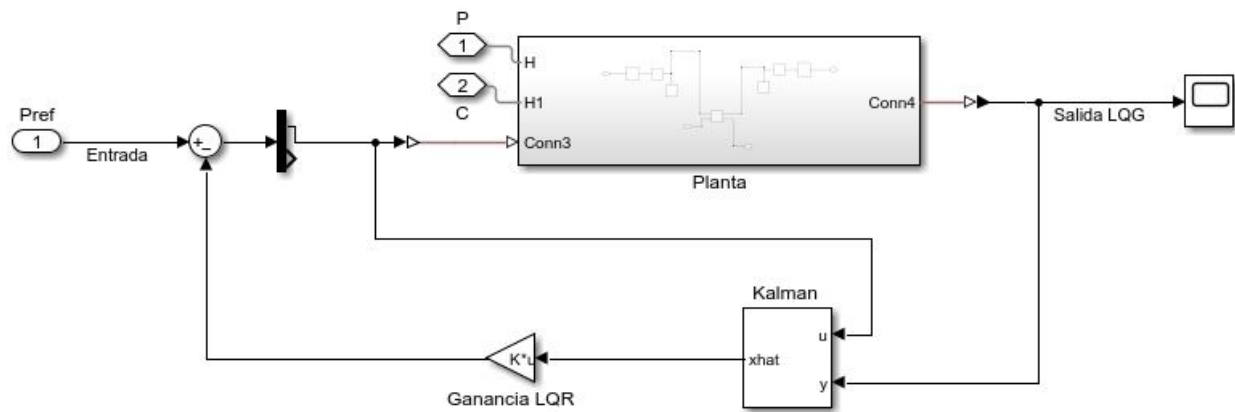 P
1
H
2
H1
C
Conn3
Conn4
Planta
Pref
1
Entrada
+
−
Salida LQG
Kalman
u
xhat
y
K*u
Ganancia LQR